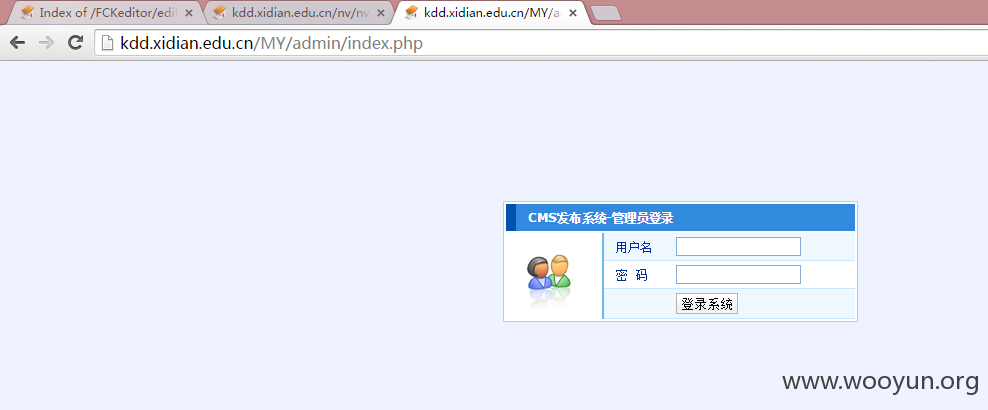 Index of /FCKeditor/edi
kdd.xidian.edu.cn/nv/nv
kdd.xidian.edu.cn/MY/a
kdd.xidian.edu.cn/MY/admin/index.php
CMS发布系统-管理员登录
用户名
密 码
登录系统
www.wooyun.org